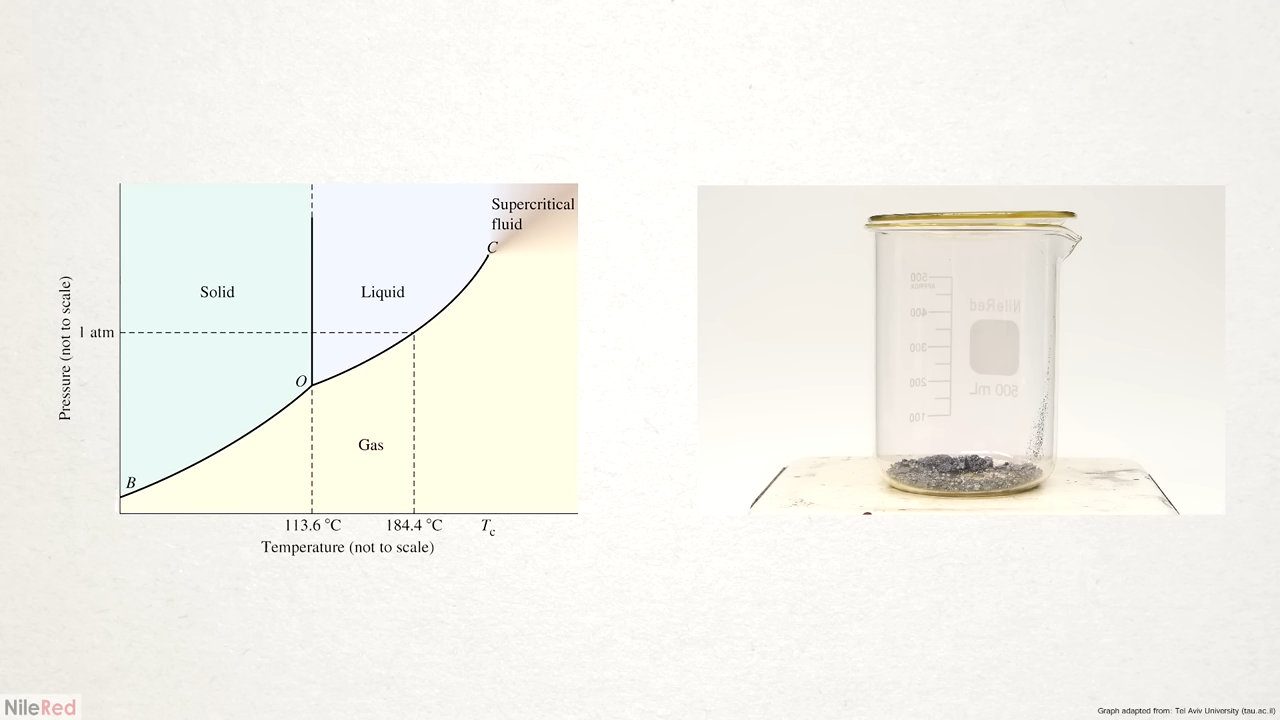 Supercritical
fluid
C
Solid
Liquid
1 atm
O
Gas
B
113.6 °C
184.4 °C
Tc
Temperature (not to scale)
Pressure (not to scale)
500
APPROX
400
300
200
100
NileRed
500 mL
NileRed
Graph adapted from: Tel Aviv University (tau.ac.il)